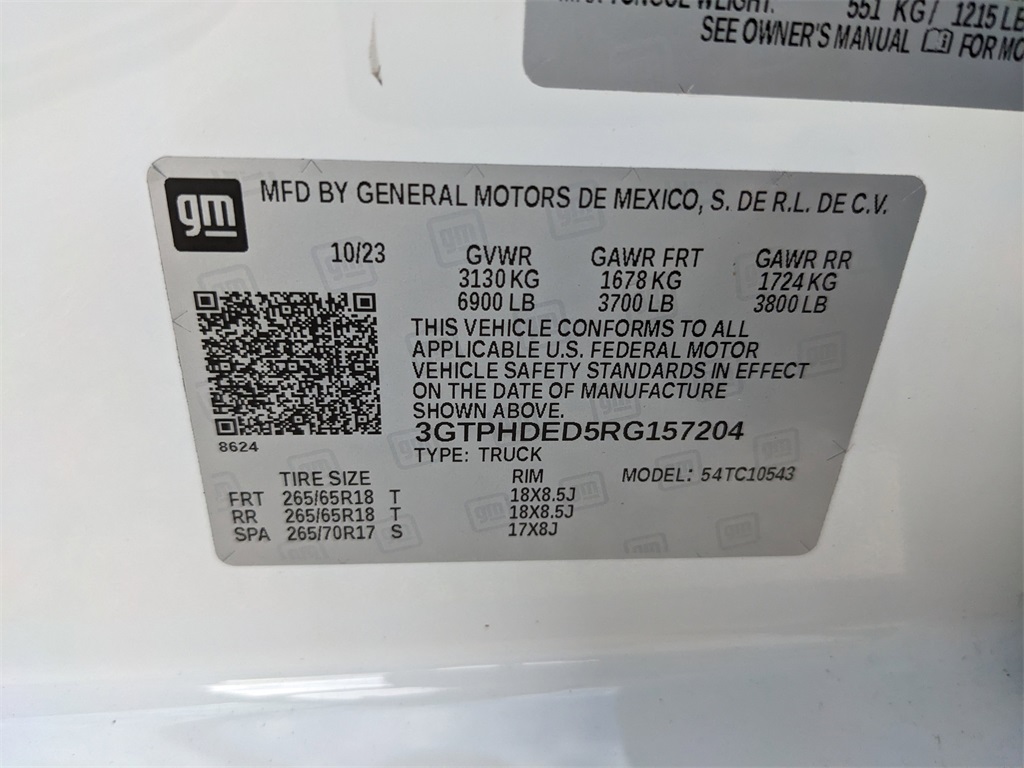 551 KG / 1215 LB
SEE OWNER'S MANUAL FOR MO
gm
MFD BY GENERAL MOTORS DE MEXICO, S. DE R.L. DE C.V.
10/23 GVWR GAWR FRT GAWR RR
3130 KG 1678 KG 1724 KG
6900 LB 3700 LB 3800 LB
THIS VEHICLE CONFORMS TO ALL
APPLICABLE U.S. FEDERAL MOTOR
VEHICLE SAFETY STANDARDS IN EFFECT
ON THE DATE OF MANUFACTURE
SHOWN ABOVE.
3GTPHDED5RG157204
8624
TYPE: TRUCK
TIRE SIZE RIM MODEL: 54TC10543
FRT 265/65R18 T 18X8.5J
RR 265/65R18 T 18X8.5J
SPA 265/70R17 S 17X8J